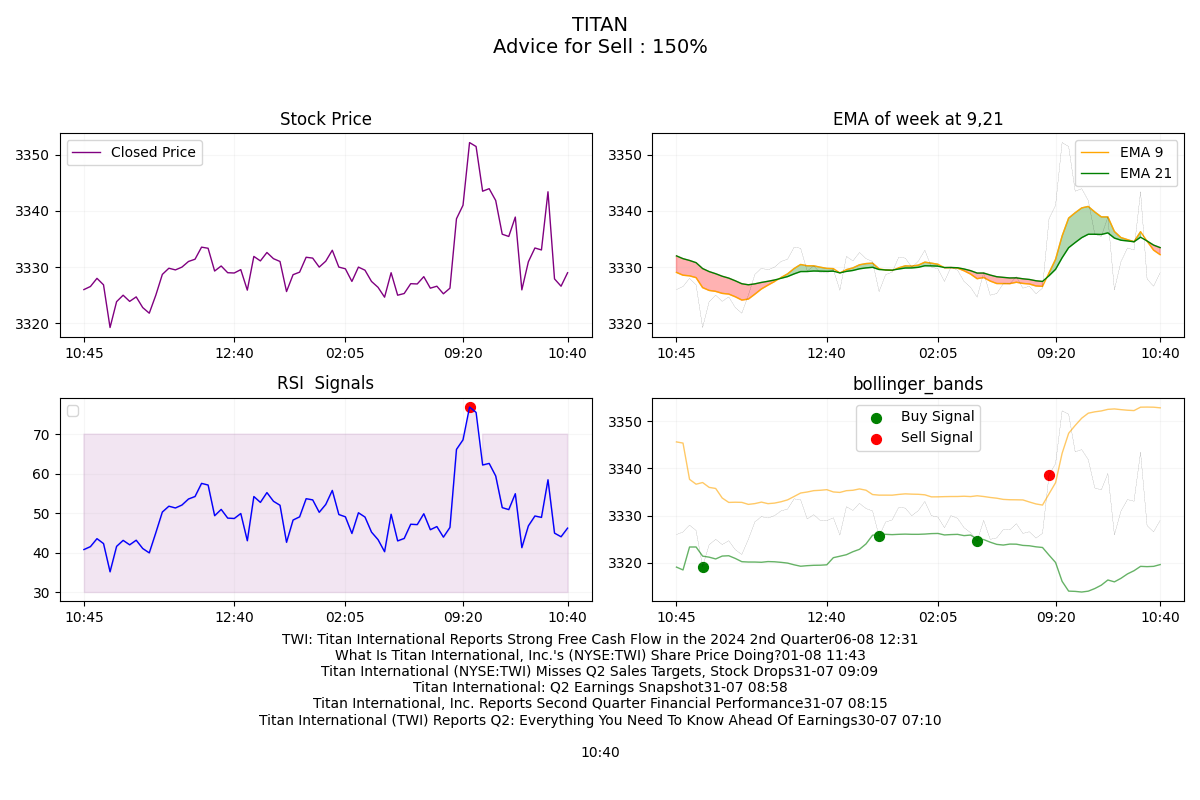 TITAN
Advice for Sell : 150%
Stock Price
Closed Price
3350
3340
3330
3320
10:45 12:40 02:05 09:20 10:40
EMA of week at 9,21
EMA 9
EMA 21
3350
3340
3330
3320
10:45 12:40 02:05 09:20 10:40
RSI  Signals
70
60
50
40
30
10:45 12:40 02:05 09:20 10:40
bollinger_bands
Buy Signal
Sell Signal
3350
3340
3330
3320
10:45 12:40 02:05 09:20 10:40
TWI: Titan International Reports Strong Free Cash Flow in the 2024 2nd Quarter06-08 12:31
What Is Titan International, Inc.'s (NYSE:TWI) Share Price Doing?01-08 11:43
Titan International (NYSE:TWI) Misses Q2 Sales Targets, Stock Drops31-07 09:09
Titan International: Q2 Earnings Snapshot31-07 08:58
Titan International, Inc. Reports Second Quarter Financial Performance31-07 08:15
Titan International (TWI) Reports Q2: Everything You Need To Know Ahead Of Earnings30-07 07:10
10:40